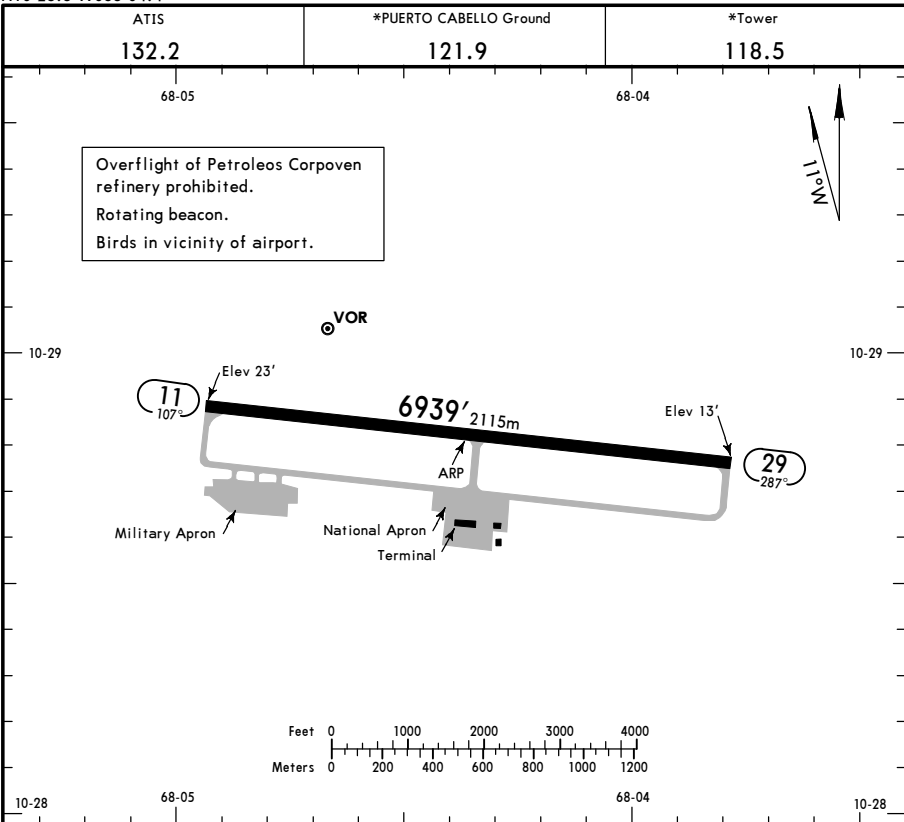 ATIS
132.2
*PUERTO CABELLO Ground
121.9
*Tower
118.5
68-05
68-04
11°W
Overflight of Petroleos Corpoven
refinery prohibited.
Rotating beacon.
Birds in vicinity of airport.
VOR
10-29
10-29
Elev 23'
11
107°
6939' 2115m
Elev 13'
29
287°
ARP
Military Apron
National Apron
Terminal
Feet 0 1000 2000 3000 4000
Meters 0 200 400 600 800 1000 1200
10-28
68-05
68-04
10-28